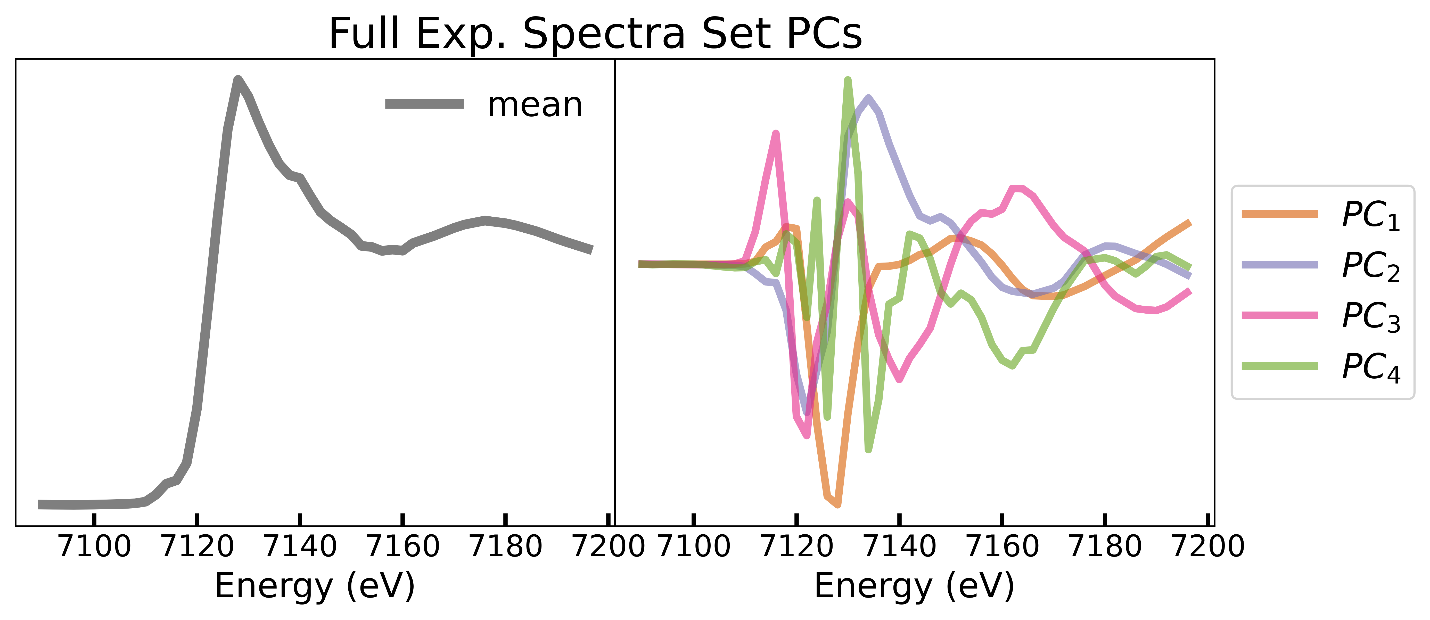 Full Exp. Spectra Set PCs
mean
7100 7120 7140 7160 7180 7200 7100 7120 7140 7160 7180 7200
Energy (eV) Energy (eV)
PC₁
PC₂
PC₃
PC₄